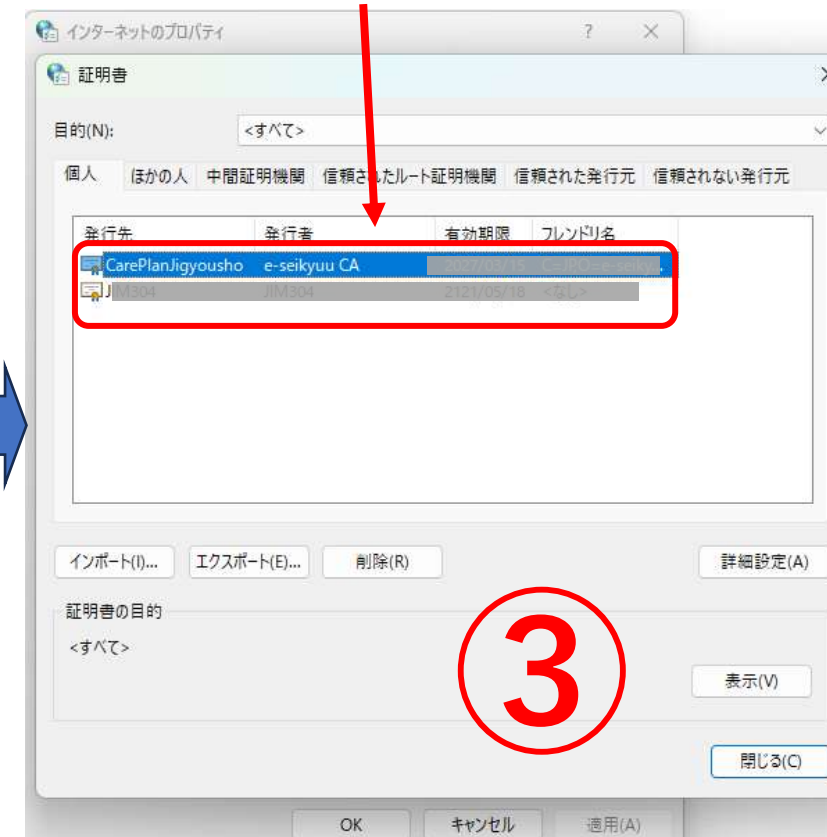 インターネットのプロパティ
証明書
目的(N): <すべて>
個人 ほかの人 中間証明機関 信頼されたルート証明機関 信頼された発行元 信頼されない発行元
発行先 発行者 有効期限 フレンドリ名
CarePlanJigyousho e-seikyuu CA
JIM304 JIM304 2121/05/18 <なし>
インポート(I)... エクスポート(E)... 削除(R) 詳細設定(A)
証明書の目的
<すべて>
③
表示(V)
閉じる(C)
OK キャンセル 適用(A)